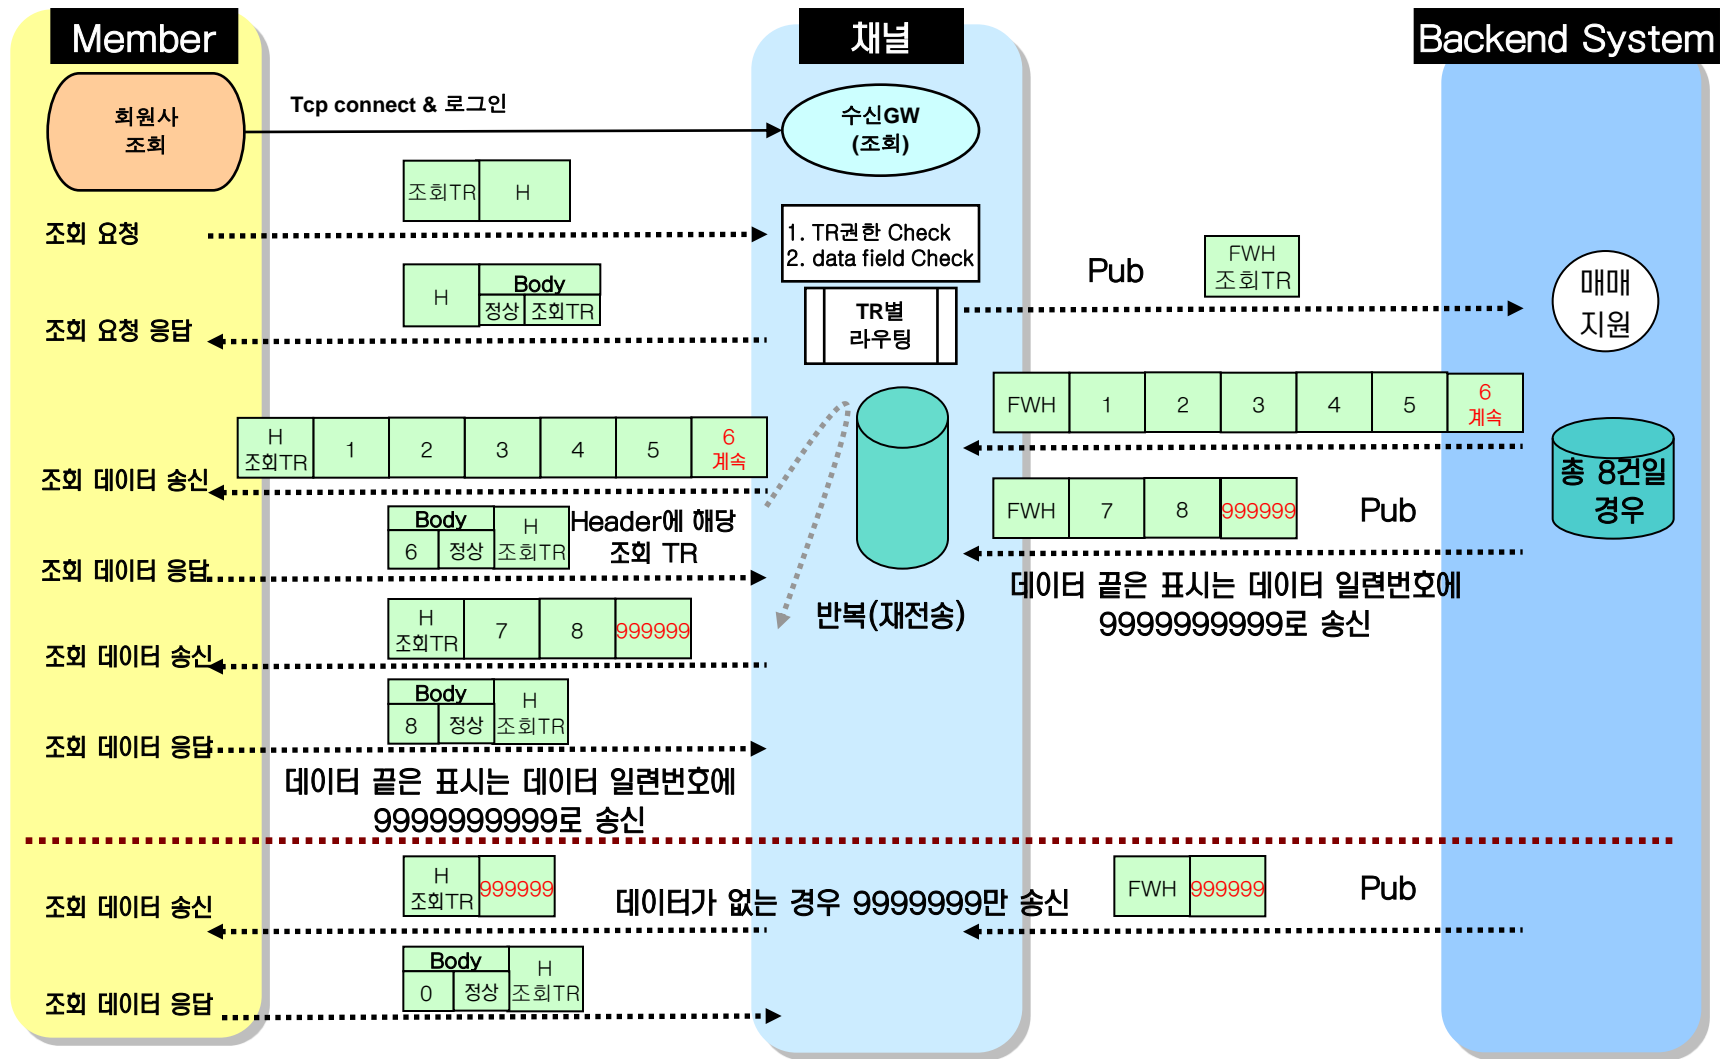 Member
채널
Backend System
회원사
조회
Tcp connect & 로그인
수신GW
(조회)
조회TR
H
조회 요청
1. TR권한 Check
2. data field Check
Pub
FWH
조회TR
매매
지원
H
Body
정상
조회TR
조회 요청 응답
TR별
라우팅
FWH
1
2
3
4
5
6
계속
H
조회TR
1
2
3
4
5
6
계속
조회 데이터 송신
총 8건일
경우
FWH
7
8
999999
Pub
Body
6
정상
H
조회TR
Header에 해당
조회 TR
조회 데이터 응답
데이터 끝은 표시는 데이터 일련번호에
9999999999로 송신
반복(재전송)
H
조회TR
7
8
999999
조회 데이터 송신
Body
8
정상
H
조회TR
조회 데이터 응답
데이터 끝은 표시는 데이터 일련번호에
9999999999로 송신
H
조회TR
999999
조회 데이터 송신
데이터가 없는 경우 9999999만 송신
FWH
999999
Pub
Body
0
정상
H
조회TR
조회 데이터 응답